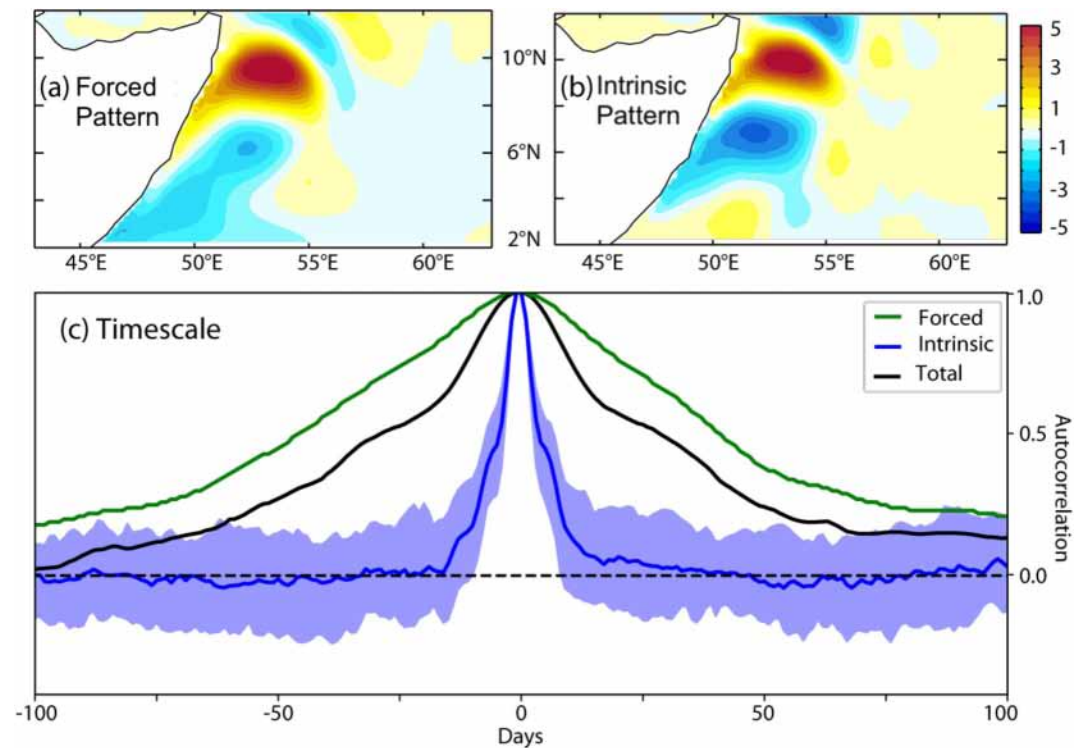 (a) Forced
Pattern
45°E 50°E 55°E 60°E
10°N
6°N
2°N
(b) Intrinsic
Pattern
45°E 50°E 55°E 60°E
5
3
1
-1
-3
-5
(c) Timescale
Forced
Intrinsic
Total
1.0
0.5
0.0
Autocorrelation
-100 -50 0 50 100
Days